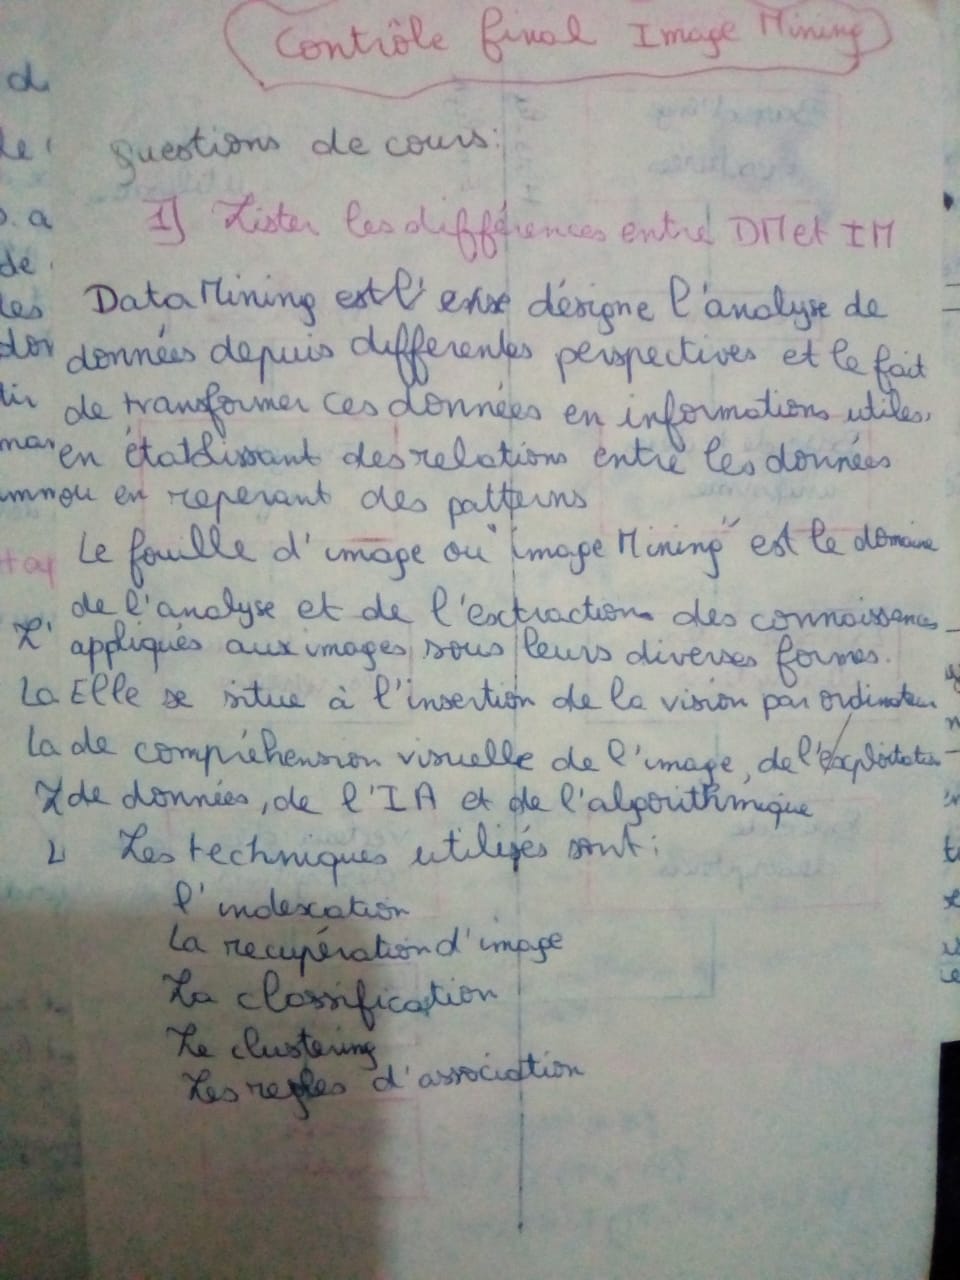 Contrôle final Image Mining
Questions de cours:
1) Lister les différences entre DM et IM
Data Mining est l' désigne l'analyse de
données depuis differentes perspectives et le fait
de transformer ces données en informations utiles,
en établissant des relations entre les données
ou en reperant des patterns
Le fouille d'image ou "image Mining" est le domaine
de l'analyse et de l'extraction des connaissances
appliqués aux images sous leurs diverses formes.
Elle se situe à l'insertion de la vision par ordinateur
de compréhension visuelle de l'image, de l'exploitation
de données, de l'IA et de l'algorithmique
Les techniques utilisés sont:
l'indexation
La recupération d'image
La classification
Le clustering
Les regles d'association